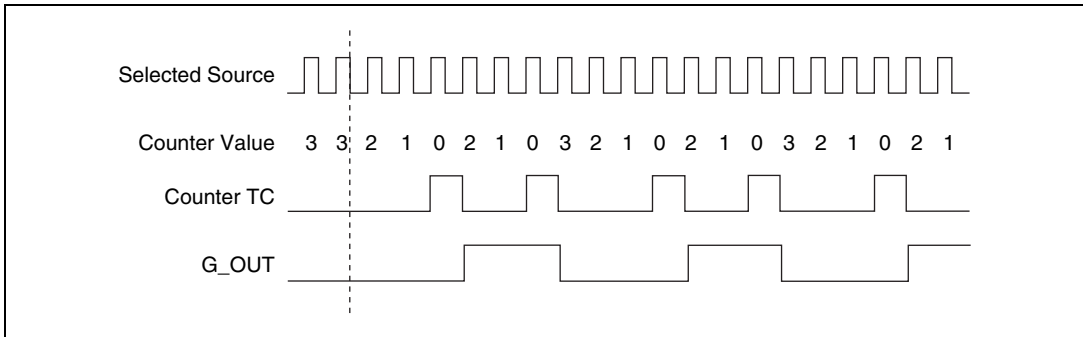 Selected Source
Counter Value 3 3 2 1 0 2 1 0 3 2 1 0 2 1 0 3 2 1 0 2 1
Counter TC
G_OUT